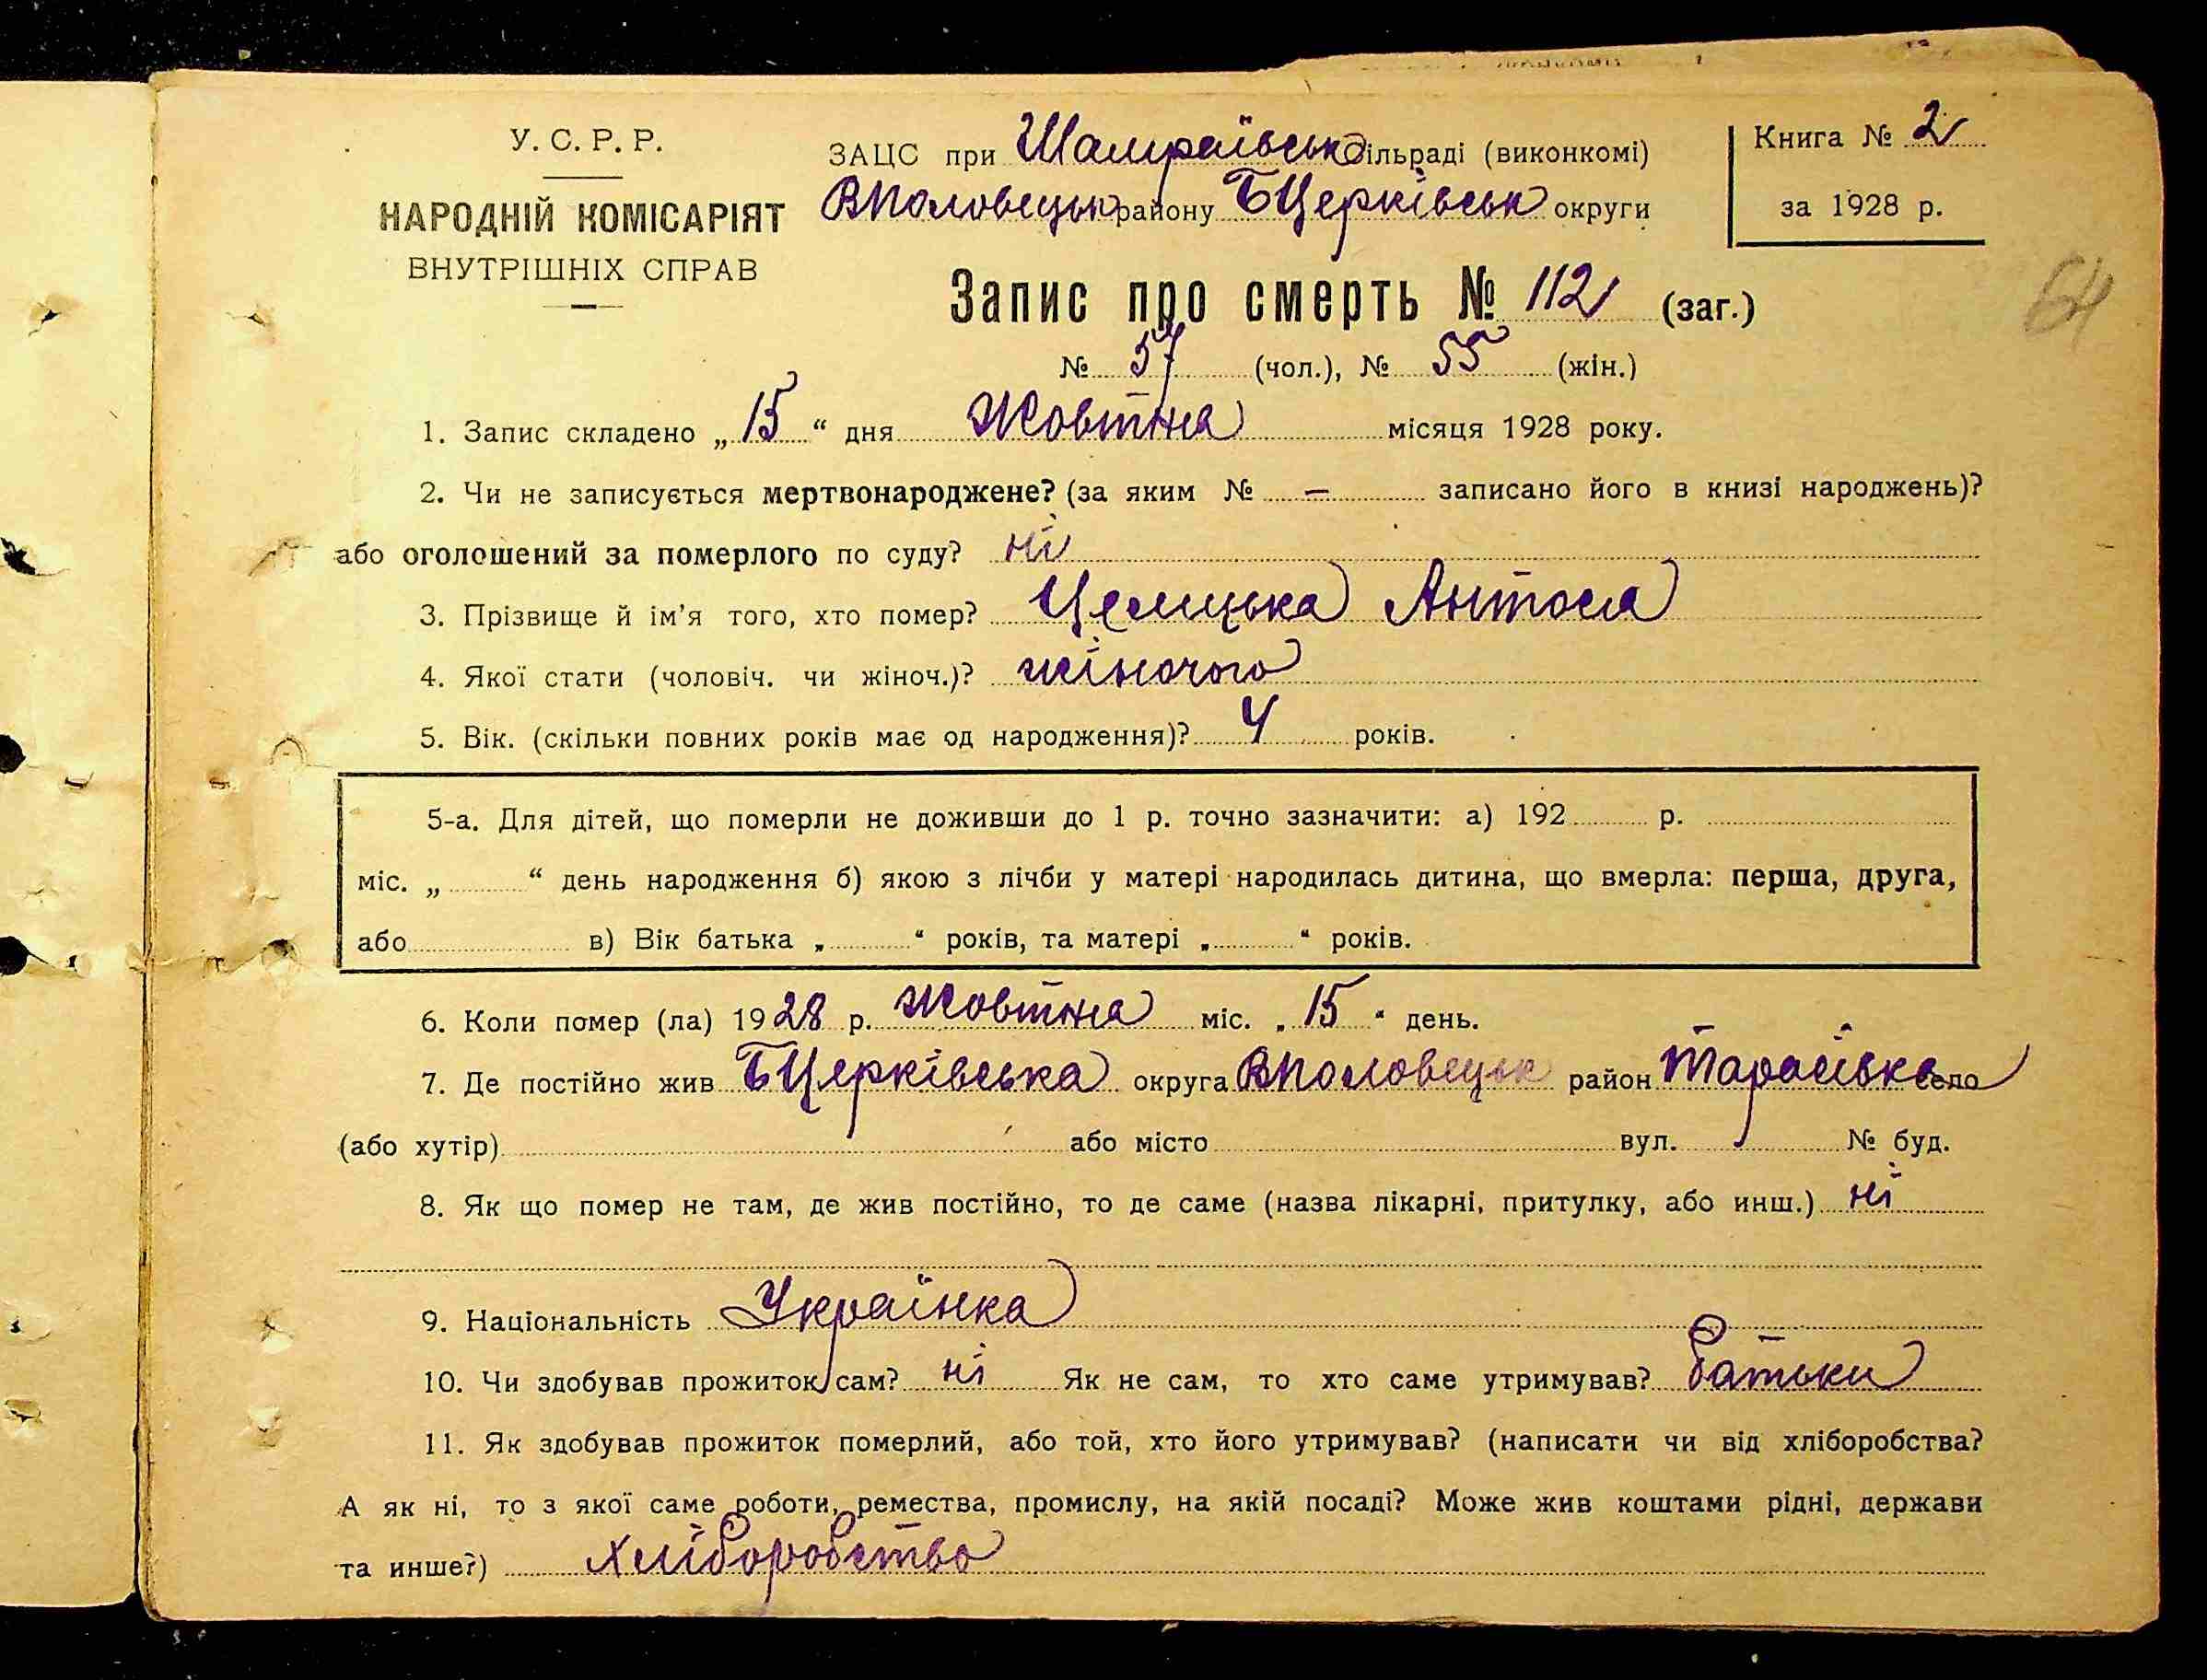 У. С. Р. Р.
НАРОДНІЙ КОМІСАРІЯТ
ВНУТРІШНІХ СПРАВ
ЗАЦС при Шамраївськ сільраді (виконкомі)
ВПоловецьк району БЦерківськ округи
Книга № 2
за 1928 р.
64
Запис про смерть № 112 (заг.)
№ 57 (чол.), № 55 (жін.)
1. Запис складено „ 15 “ дня Жовтня місяця 1928 року.
2. Чи не записується мертвонароджене? (за яким № — записано його в книзі народжень)?
або оголошений за померлого по суду? ні
3. Прізвище й ім’я того, хто помер? Антося
4. Якої стати (чоловіч. чи жіноч.)? жіночого
5. Вік. (скільки повних років має од народження)? 4 років.
5-а. Для дітей, що померли не доживши до 1 р. точно зазначити: а) 192 р.
міс. „ “ день народження б) якою з лічби у матері народилась дитина, що вмерла: перша, друга,
або в) Вік батька „ “ років, та матері „ “ років.
6. Коли помер (ла) 1928 р. Жовтня міс. „ 15 “ день.
7. Де постійно жив БЦерківська округа ВПоловецьк район Тарасівка село
(або хутір) або місто вул. № буд.
8. Як що помер не там, де жив постійно, то де саме (назва лікарні, притулку, або инш.) ні
9. Національність Українка
10. Чи здобував прожиток сам? ні Як не сам, то хто саме утримував? батьки
11. Як здобував прожиток померлий, або той, хто його утримував? (написати чи від хліборобства?
А як ні, то з якої саме роботи, ремества, промислу, на якій посаді? Може жив коштами рідні, держави
та инше?) хліборобство